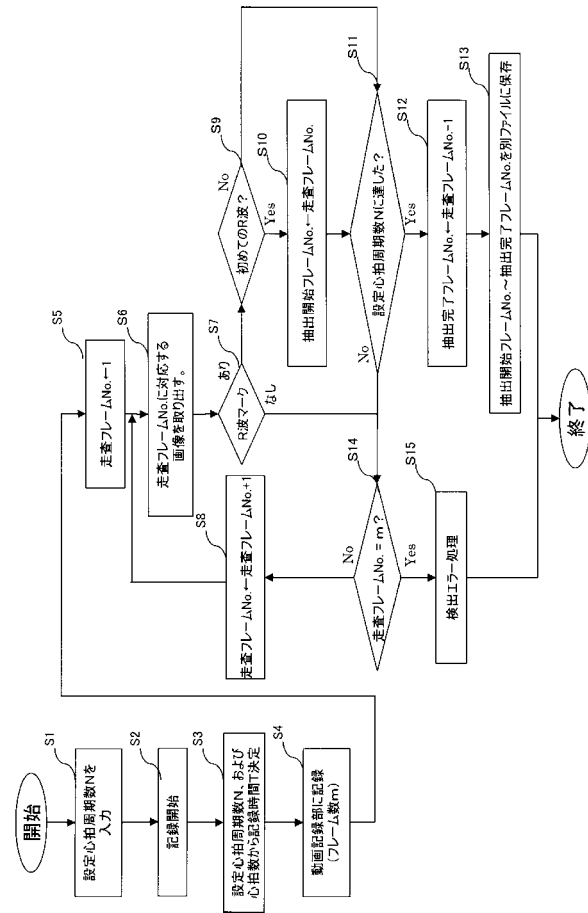 開始
S1
設定心拍周期数Nを
入力
S2
記録開始
S3
設定心拍周期数N、および
心拍数から記録時間T決定
S4
動画記録部に記録
(フレーム数m)
S5
走査フレームNo.←1
S6
走査フレームNo.に対応する
画像を取り出す。
S7
R波マーク
あり
なし
S8
走査フレームNo.←走査フレームNo.+1
S9
初めてのR波?
No
Yes
S10
抽出開始フレームNo.←走査フレームNo.
S11
設定心拍周期数Nに達した?
No
Yes
S12
抽出完了フレームNo.←走査フレームNo.-1
S13
抽出開始フレームNo.~抽出完了フレームNo.を別ファイルに保存
S14
走査フレームNo. = m?
No
Yes
S15
検出エラー処理
終了